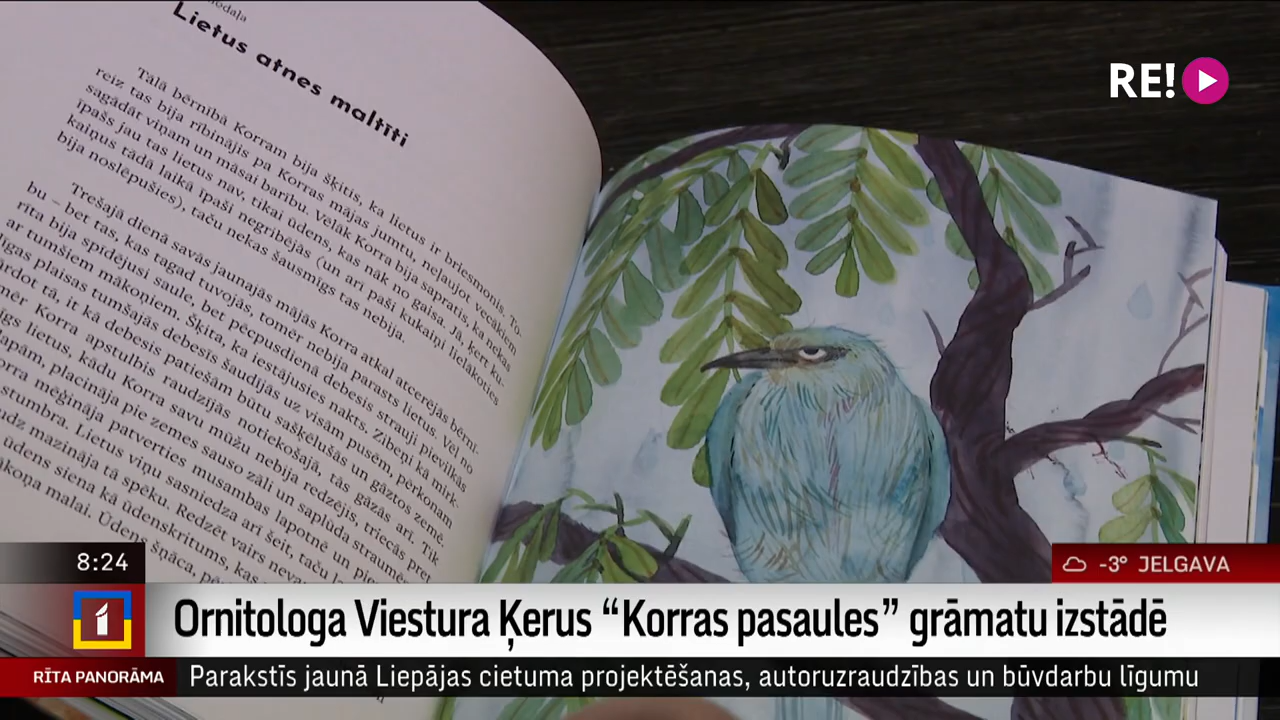 Lietus atnes maltīti
Tālā bērnībā Korram bija šķitis, ka lietus ir briesmonis. To-
reiz tas bija rībinājis pa Korras mājas jumtu, neļaujot vecākiem
sagādāt viņam un māsai barību. Vēlāk Korra bija sapratis, ka nekas
īpašs jau tas lietus nav, tikai ūdens, kas nāk no gaisa. Jā, ķert ku-
kaiņus tādā laikā īpaši negribējās (un arī paši kukaiņi lielākoties
bija noslēpušies), taču nekas šausmīgs tas nebija.
Trešajā dienā savās jaunajās mājās Korra atkal atcerējās bērnī
bu – bet tas, kas tagad tuvojās, tomēr nebija parasts lietus. Vēl no
rīta bija spīdējusi saule, bet pēcpusdienā debesis strauji pievilkās
ar tumšiem mākoņiem. Šķita, ka iestājusies nakts. Zibeņi kā mirk-
līgas plaisas tumšajās debesīs šaudījās uz visām pusēm, pērkonam
tā, it kā debesis patiešām būtu sašķēlušās un gāztos zemē.
Korra apstulbis raudzījās notiekošajā, tās gāzās arī. Tik
lietus, kādu Korra savu mūžu nebija redzējis, triecās pret
placināja pie zemes sauso zāli un saplūda
mēģināja patverties musambas lapotnē un
stumbra. Lietus viņu sasniedza arī šeit, taču
mazināja tā spēku. Redzēt vairs
ūdens siena kā ūdenskritums, kas
malai. Ūdens šņāca,
RE!
8:24
-3° JELGAVA
1
Ornitologa Viestura Ķerus “Korras pasaules” grāmatu izstādē
RĪTA PANORĀMA
Parakstīs jaunā Liepājas cietuma projektēšanas, autoruzraudzības un būvdarbu līgumu